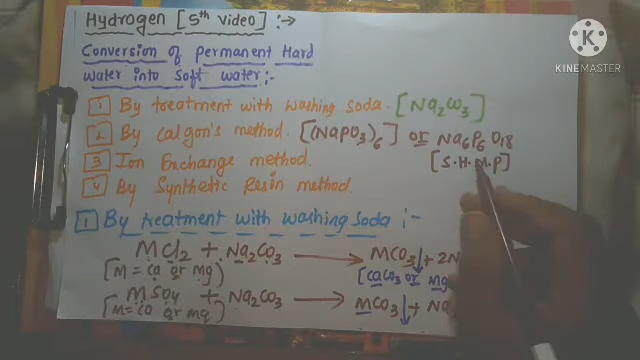 Hydrogen [5th video] :→
Conversion of permanent Hard
water into soft water :-
1 By treatment with washing soda. [Na2CO3]
2 By calgon's method. [(NaPO3)6] or Na6P6O18
[S.H.M.P]
3 Ion Exchange method.
4 By Synthetic Resin method.
1 By treatment with washing soda :-
MCl2 + Na2CO3 → MCO3↓ + 2N
[M = Ca or Mg] [CaCO3 or Mg
MSO4 + Na2CO3 → MCO3↓ + Na
[M = Ca or Mg]
KINEMASTER